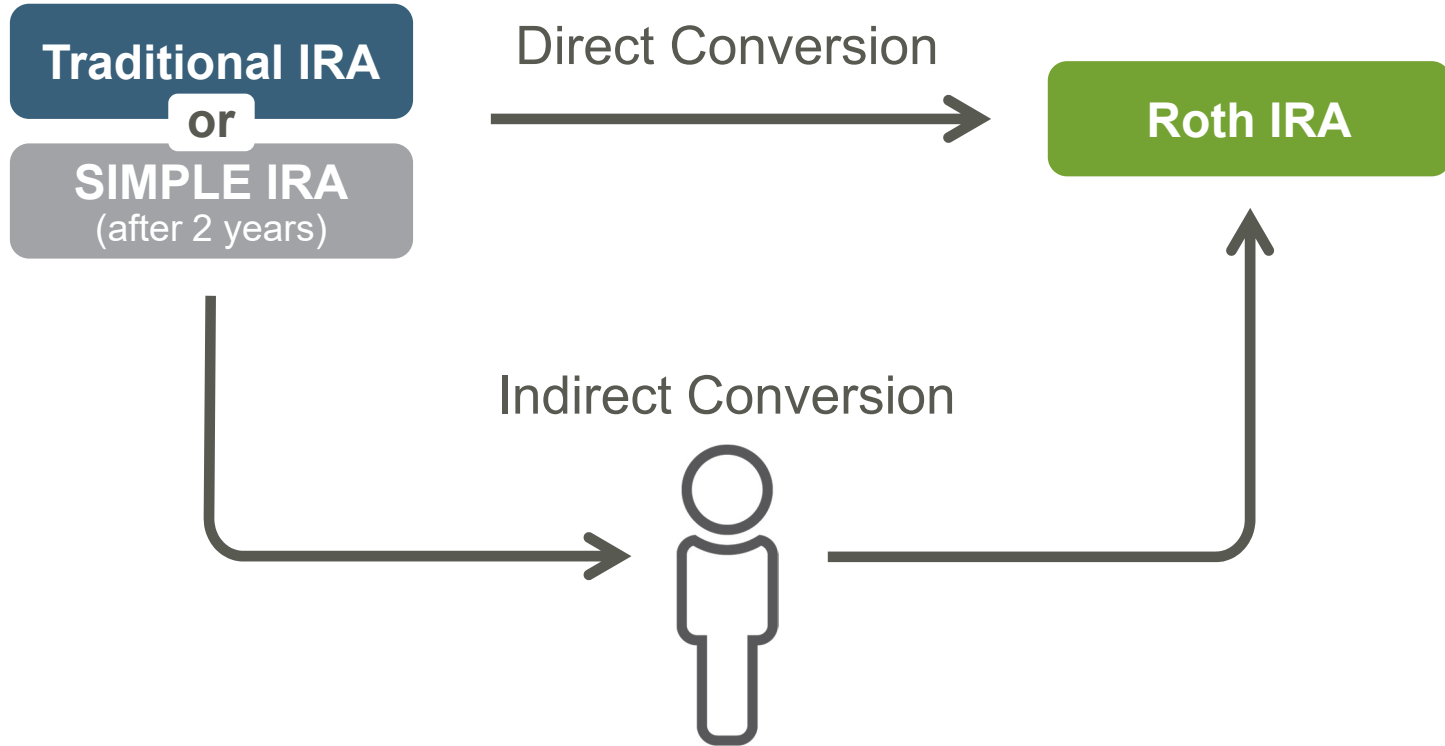 Traditional IRA
or
SIMPLE IRA
(after 2 years)
Direct Conversion
Roth IRA
Indirect Conversion